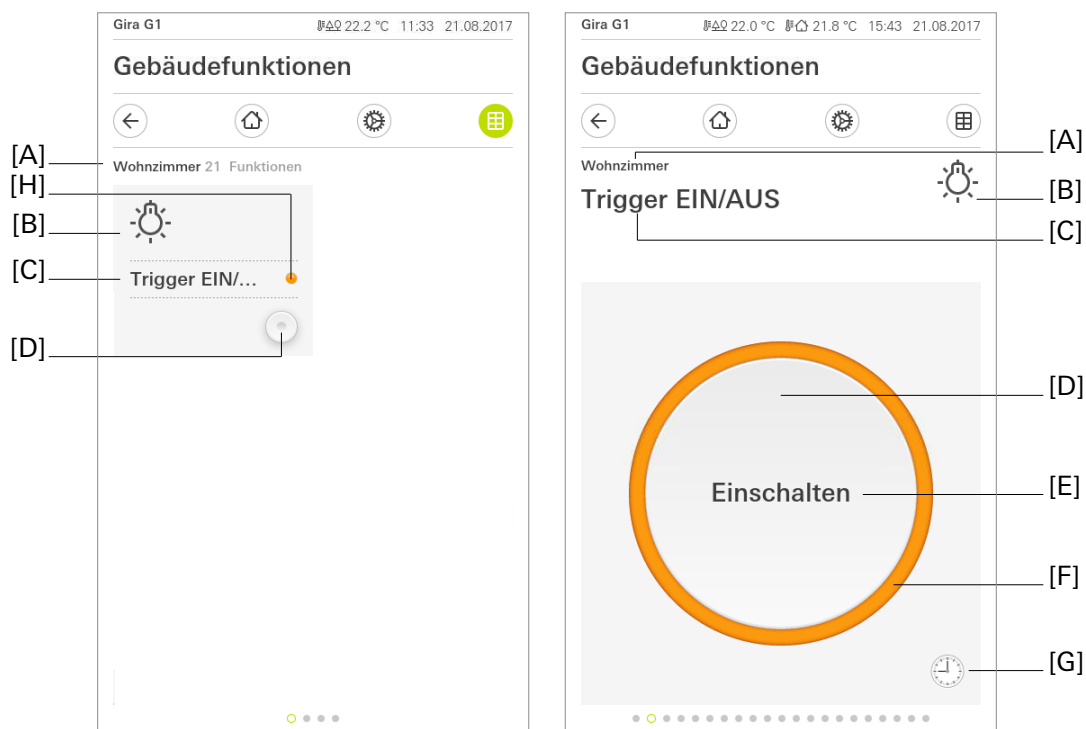 Gira G1 22.2 °C 11:33 21.08.2017
Gebäudefunktionen
[A] Wohnzimmer 21 Funktionen
[H]
[B]
[C] Trigger EIN/...
[D]
Gira G1 22.0 °C 21.8 °C 15:43 21.08.2017
Gebäudefunktionen
Wohnzimmer [A]
Trigger EIN/AUS
[B]
[C]
[D]
Einschalten [E]
[F]
[G]